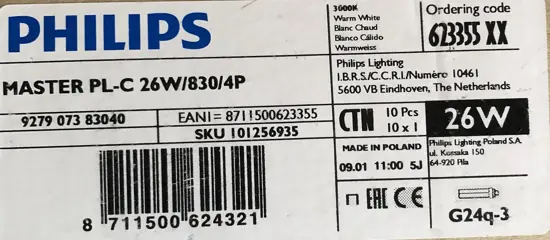 PHILIPS
3000K
Warm White
Blanc Chaud
Blanco Cálido
Warmweiss
Ordering code
623355 XX
MASTER PL-C 26W/830/4P
Philips Lighting
I.B.R.S./C.C.R.I./Numéro 10461
5600 VB Eindhoven, The Netherlands
9279 073 83040
EAN1= 8711500623355
SKU 101256935
CTN
10 Pcs
10 x 1
26W
MADE IN POLAND
09.01 11:00 5J
Philips Lighting Poland S.A.
ul. Kossaka 150
64-920 Piła
EAC CE
G24q-3
8 711500 624321